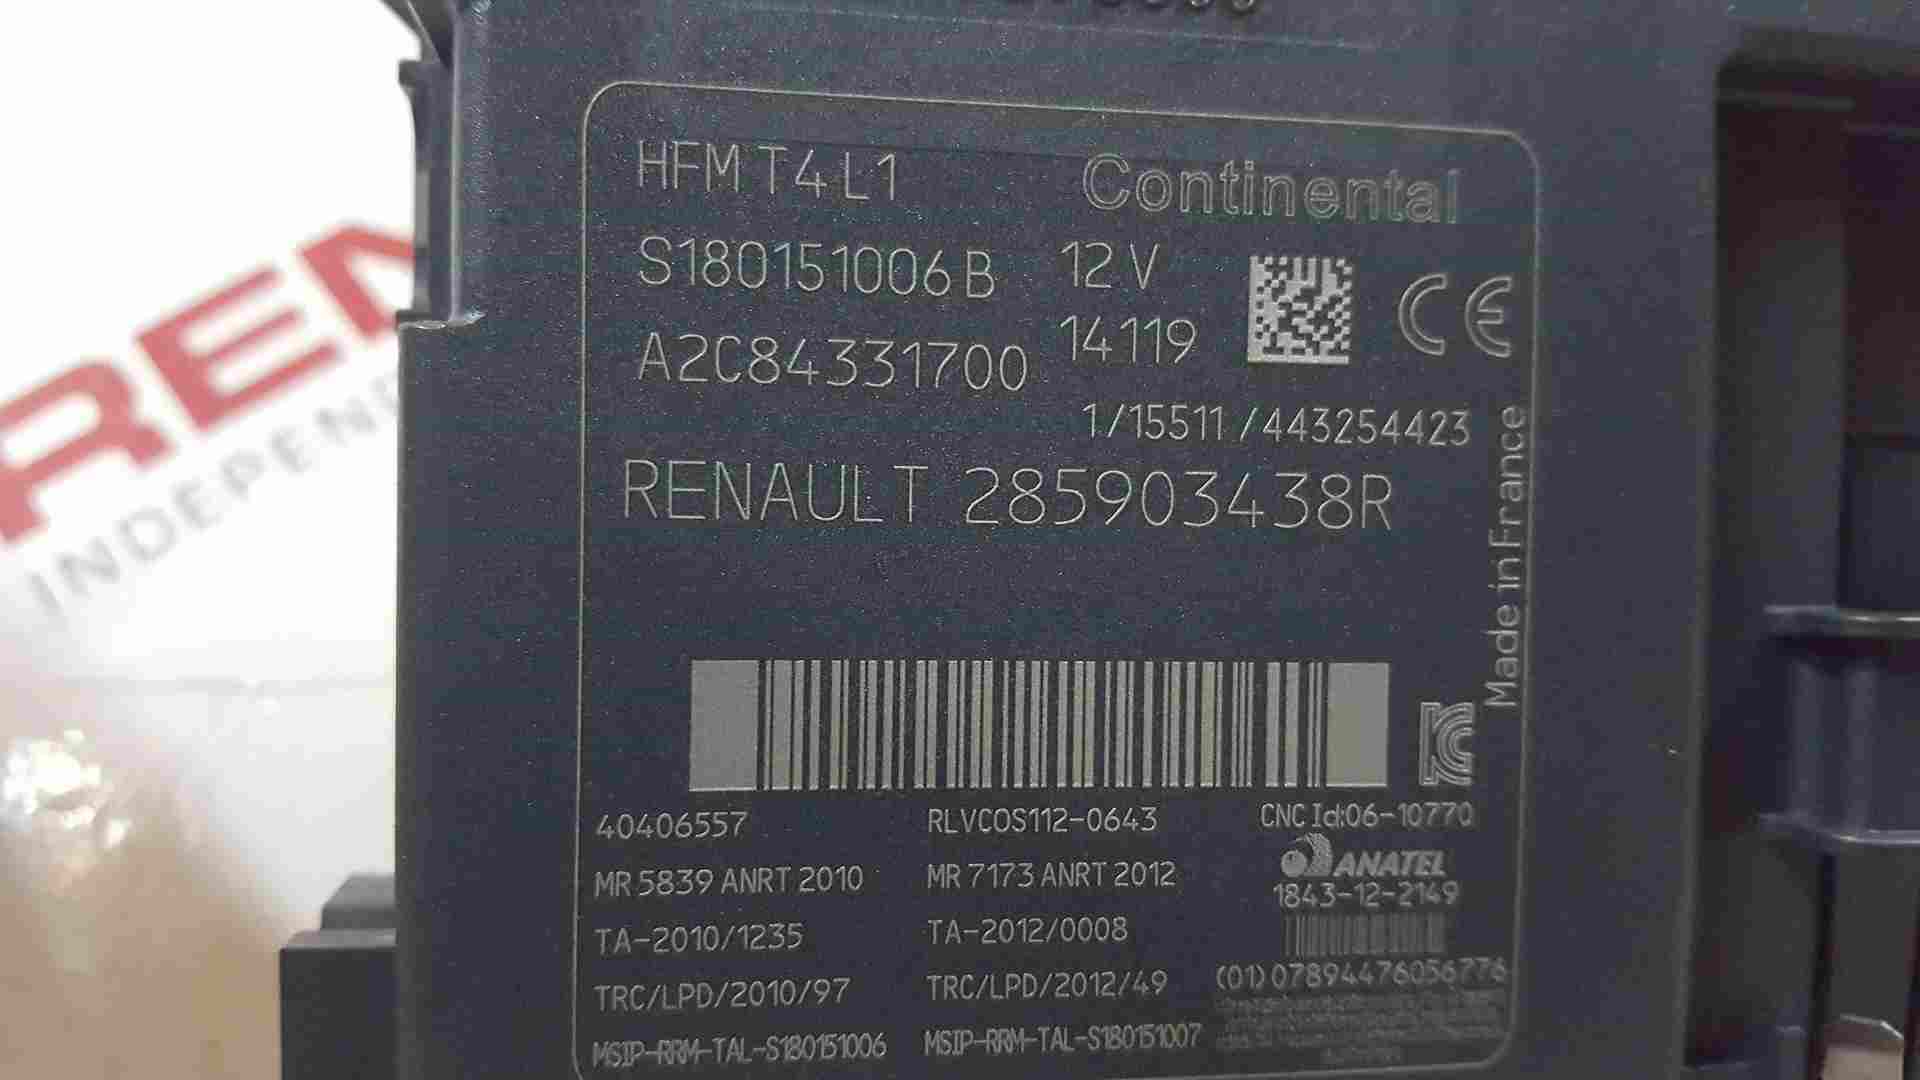 HFM T4 L1
Continental
S180151006B 12V
A2C84331700 14119
CE
1/15511/443254423
RENAULT 285903438R
Made in France
40406557 RLVCOS112-0643 CNC Id:06-10770
MR 5839 ANRT 2010 MR 7173 ANRT 2012 ANATEL
1843-12-2149
TA-2010/1235 TA-2012/0008
TRC/LPD/2010/97 TRC/LPD/2012/49 (01)07894476056776
MSIP-RRM-TAL-S180151006 MSIP-RRM-TAL-S180151007